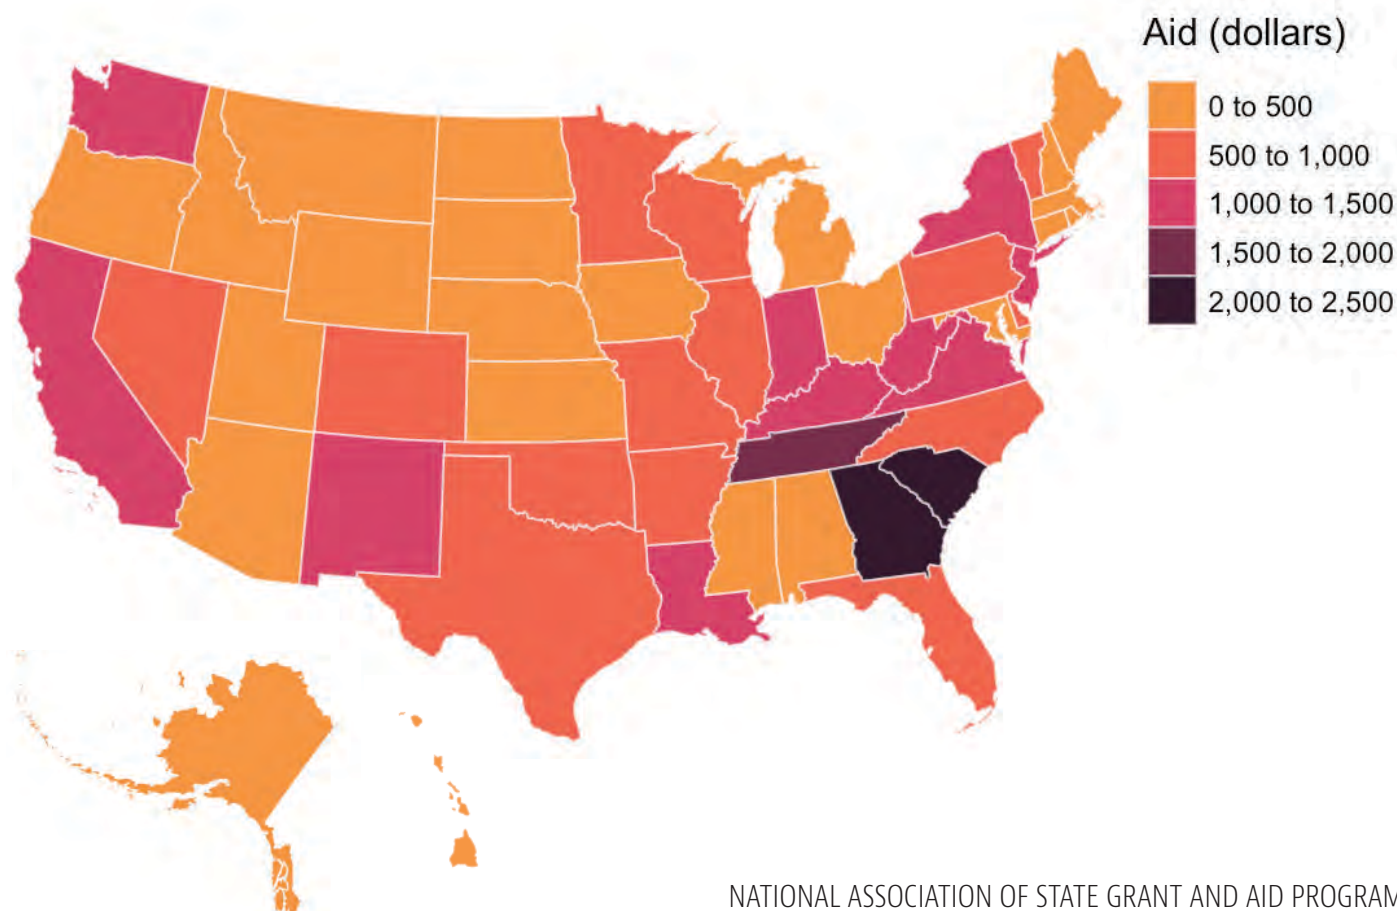 Aid (dollars)
0 to 500
500 to 1,000
1,000 to 1,500
1,500 to 2,000
2,000 to 2,500
NATIONAL ASSOCIATION OF STATE GRANT AND AID PROGRAM